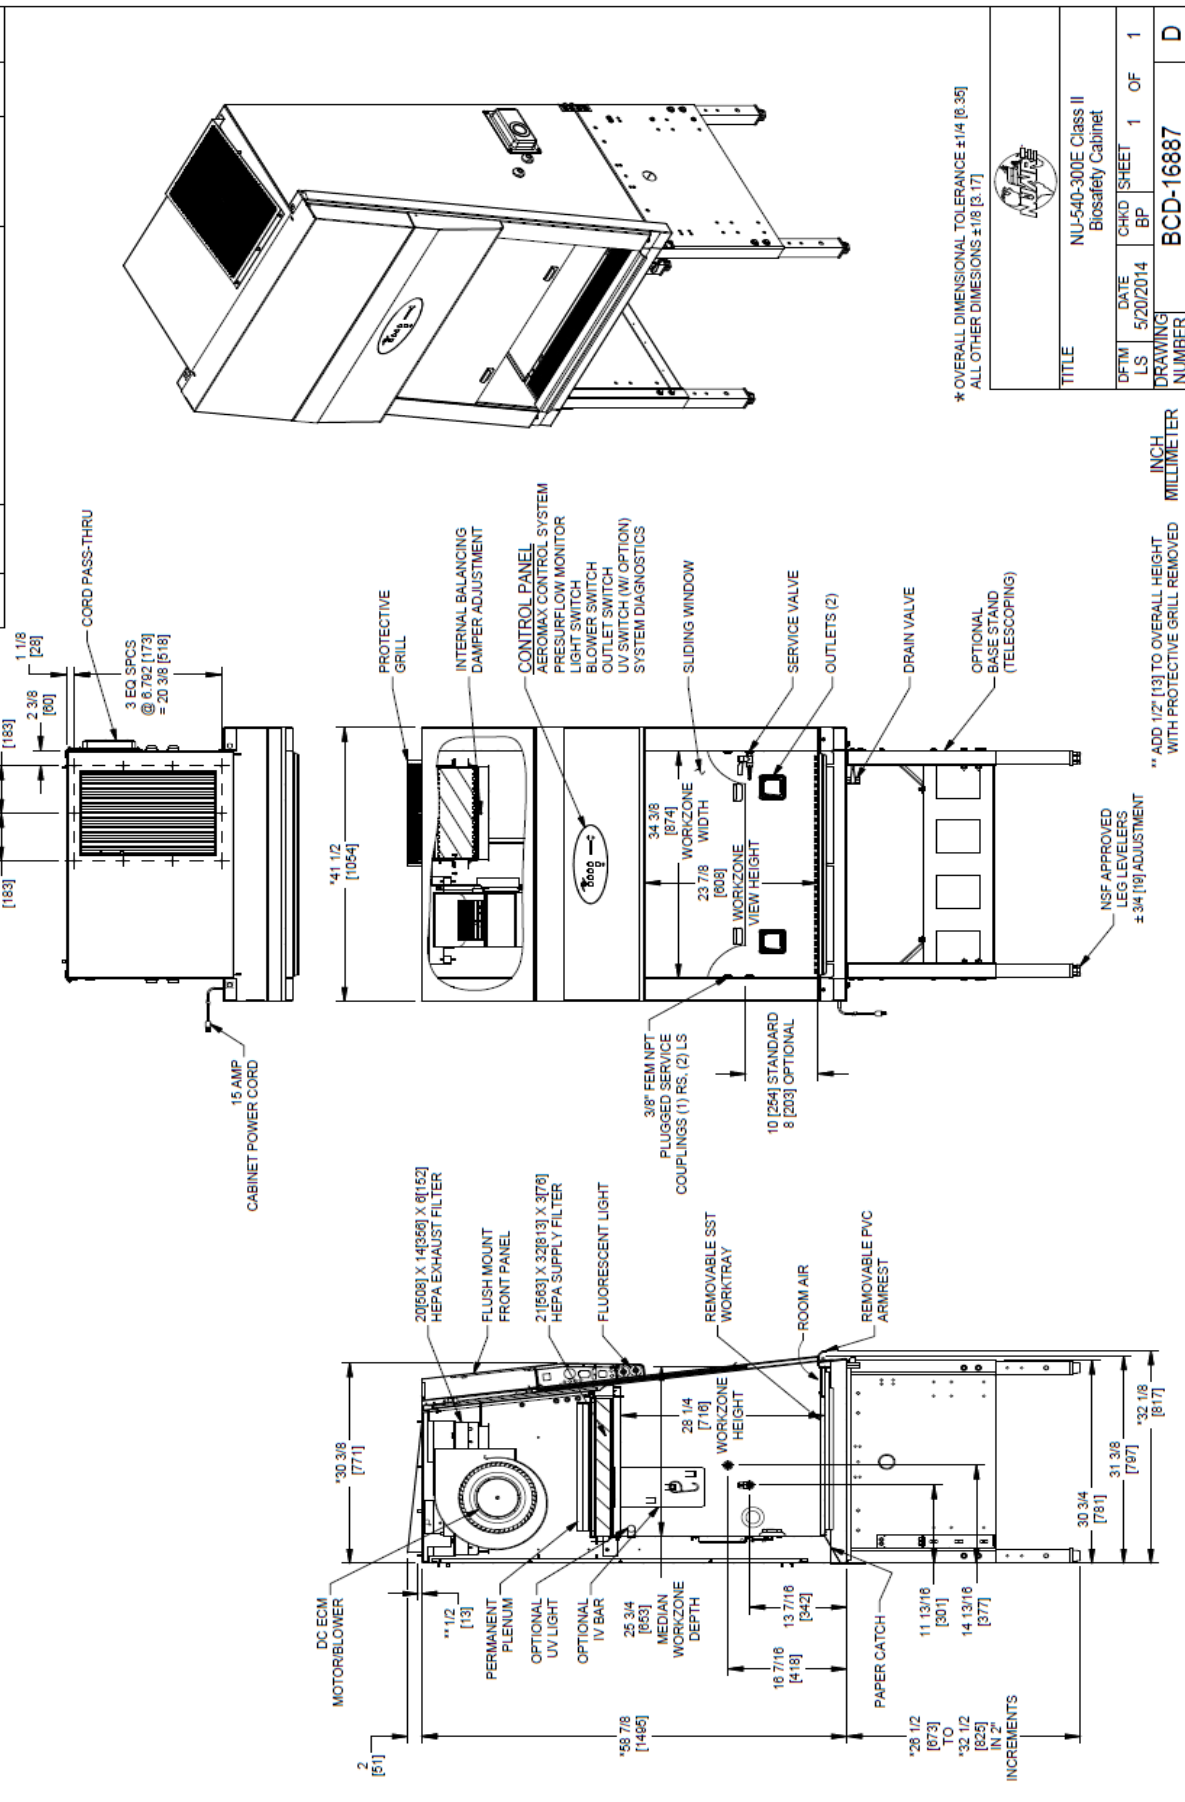 [183]
[183]
2 3/8
[60]
1 1/8
[28]
CORD PASS-THRU
3 EQ SPCS
@ 6.792 [173]
= 20 3/8 [518]
15 AMP
CABINET POWER CORD
*41 1/2
[1054]
PROTECTIVE
GRILL
INTERNAL BALANCING
DAMPER ADJUSTMENT
CONTROL PANEL
AEROMAX CONTROL SYSTEM
PRESURFLOW MONITOR
LIGHT SWITCH
BLOWER SWITCH
OUTLET SWITCH
UV SWITCH (W/ OPTION)
SYSTEM DIAGNOSTICS
SLIDING WINDOW
SERVICE VALVE
OUTLETS (2)
DRAIN VALVE
OPTIONAL
BASE STAND
(TELESCOPING)
34 3/8
[874]
WORKZONE
WIDTH
23 7/8
[608]
WORKZONE
VIEW HEIGHT
3/8" FEM NPT
PLUGGED SERVICE
COUPLINGS (1) RS, (2) LS
10 [254] STANDARD
8 [203] OPTIONAL
NSF APPROVED
LEG LEVELERS
± 3/4 [19] ADJUSTMENT
2
[51]
DC ECM
MOTOR/BLOWER
**1/2
[13]
*30 3/8
[771]
20[508] X 14[356] X 6[152]
HEPA EXHAUST FILTER
FLUSH MOUNT
FRONT PANEL
21[563] X 32[813] X 3[76]
HEPA SUPPLY FILTER
FLUORESCENT LIGHT
REMOVABLE SST
WORKTRAY
ROOM AIR
REMOVABLE PVC
ARMREST
PERMANENT
PLENUM
OPTIONAL
UV LIGHT
OPTIONAL
IV BAR
25 3/4
[653]
MEDIAN
WORKZONE
DEPTH
28 1/4
[716]
WORKZONE
HEIGHT
13 7/16
[342]
16 7/16
[418]
*58 7/8
[1495]
PAPER CATCH
11 13/16
[301]
14 13/16
[377]
*26 1/2
[673]
TO
*32 1/2
[825]
IN 2"
INCREMENTS
30 3/4
[781]
31 3/8
[797]
*32 1/8
[817]
* OVERALL DIMENSIONAL TOLERANCE ±1/4 [6.35]
ALL OTHER DIMESIONS ±1/8 [3.17]
** ADD 1/2" [13] TO OVERALL HEIGHT
WITH PROTECTIVE GRILL REMOVED
INCH
MILLIMETER
NUAIRE
TITLE
NU-540-300E Class II
Biosafety Cabinet
DFTM
LS
DATE
5/20/2014
CHKD
BP
SHEET
1 OF 1
DRAWING
NUMBER
BCD-16887
D